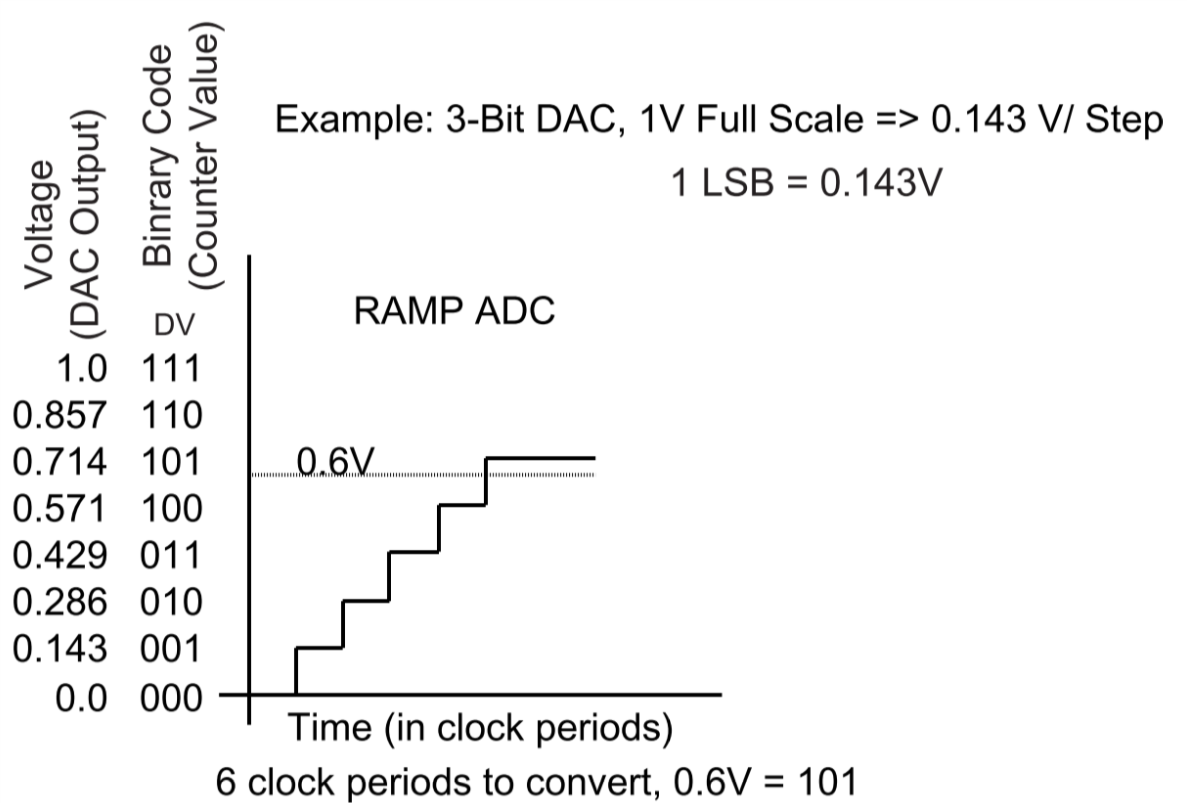 Voltage
(DAC Output)
Binrary Code
(Counter Value)
Example: 3-Bit DAC, 1V Full Scale => 0.143 V/ Step
1 LSB = 0.143V
RAMP ADC
DV
1.0 111
0.857 110
0.714 101
0.6V
0.571 100
0.429 011
0.286 010
0.143 001
0.0 000
Time (in clock periods)
6 clock periods to convert, 0.6V = 101